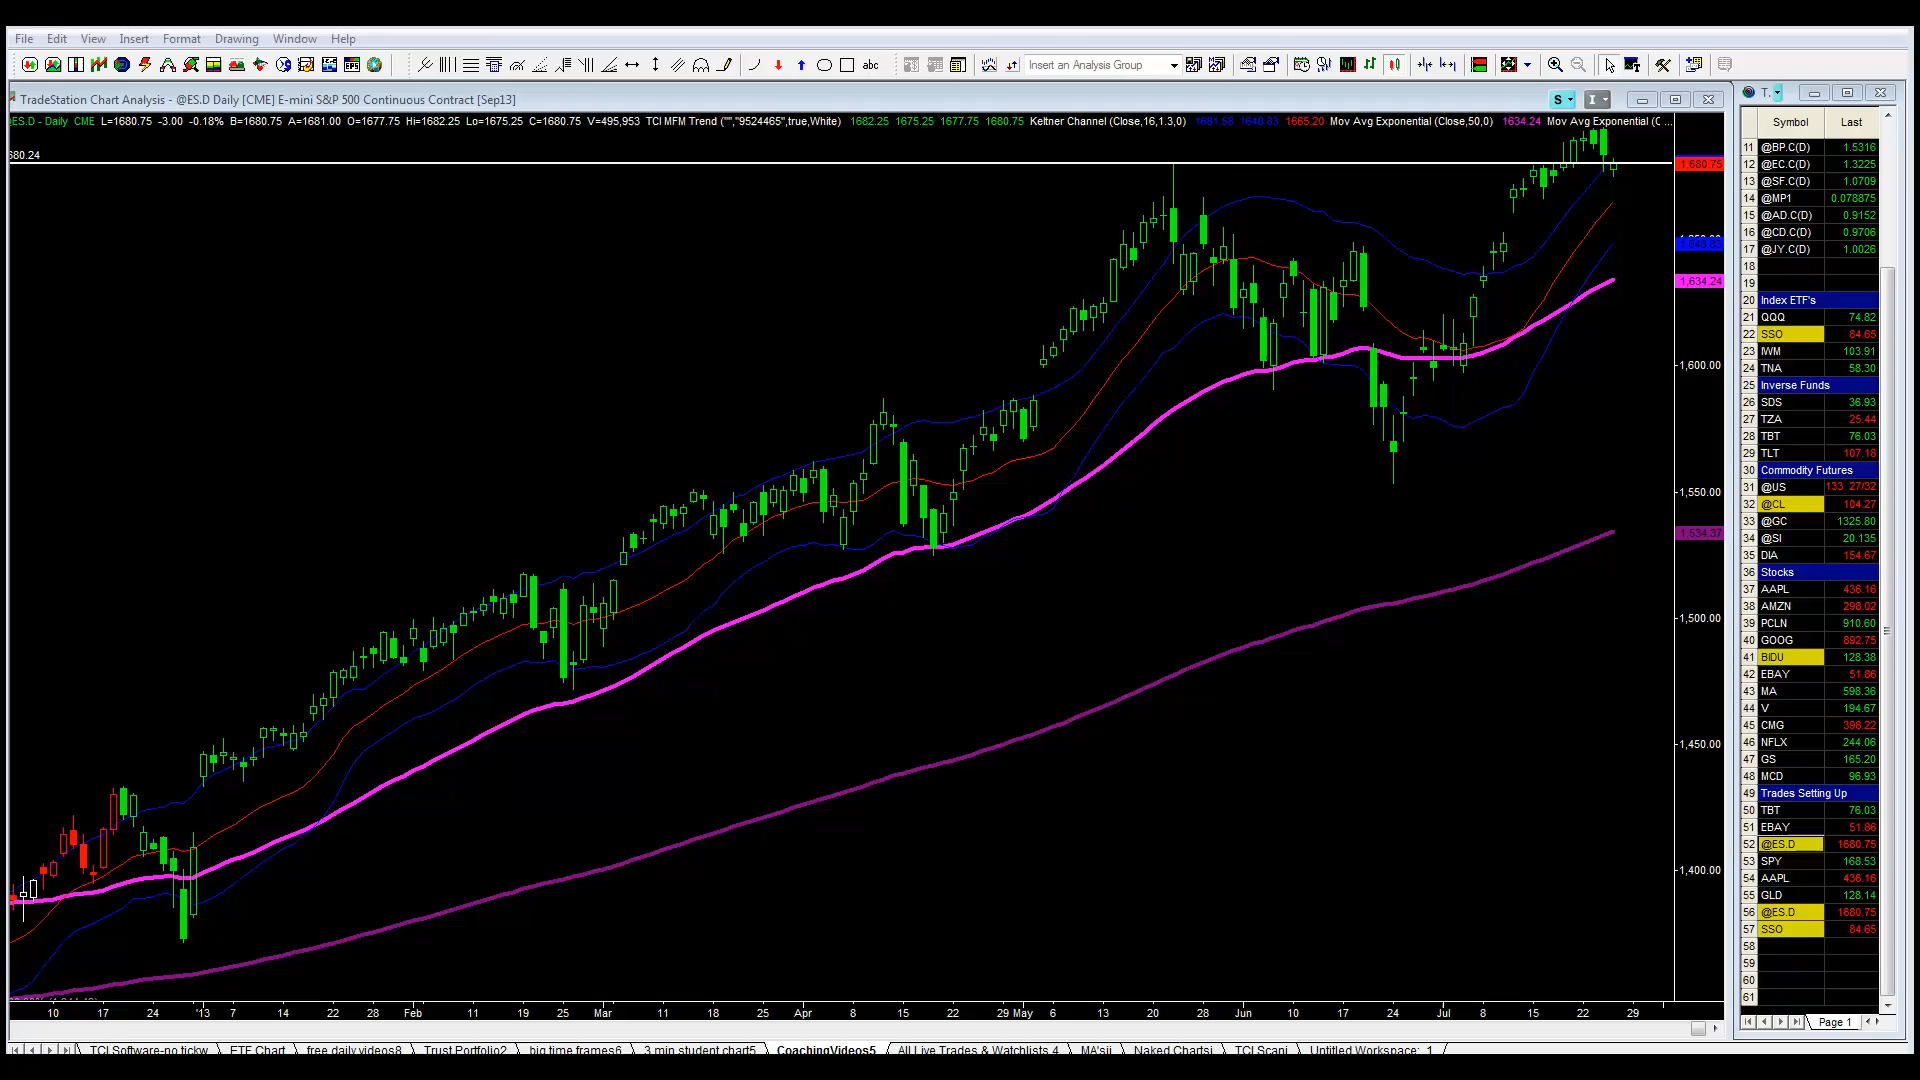 File Edit View Insert Format Drawing Window Help
abc Insert an Analysis Group
TradeStation Chart Analysis - @ES.D Daily [CME] E-mini S&P 500 Continuous Contract [Sep13]
S I
ES.D - Daily CME L=1680.75 -3.00 -0.18% B=1680.75 A=1681.00 O=1677.75 Hi=1682.25 Lo=1675.25 C=1680.75 V=495,953 TCI MFM Trend ("","9524465",true,White) 1682.25 1675.25 1677.75 1680.75 Keltner Channel (Close,16,1.3,0) 1681.58 1648.83 1665.20 Mov Avg Exponential (Close,50,0) 1634.24 Mov Avg Exponential (C ...
680.24
1,680.75
1,648.83
1,634.24
1,600.00
1,550.00
1,534.37
1,500.00
1,450.00
1,400.00
10 17 24 '13 7 14 22 28 Feb 11 19 25 Mar 11 18 25 Apr 8 15 22 29 May 6 13 20 28 Jun 10 17 24 Jul 8 15 22 29
TCI Software-no tickw ETF Chart free daily videos8 Trust Portfolio2 big time frames6 3 min student chart5 CoachingVideos5 All Live Trades & Watchlists 4 MA'sii Naked Chartsi TCI Scani Untitled Workspace: 1
T.
Symbol Last
11 @BP.C(D) 1.5316
12 @EC.C(D) 1.3225
13 @SF.C(D) 1.0709
14 @MP1 0.078875
15 @AD.C(D) 0.9152
16 @CD.C(D) 0.9706
17 @JY.C(D) 1.0026
18
19
20 Index ETF's
21 QQQ 74.82
22 SSO 84.65
23 IWM 103.91
24 TNA 58.30
25 Inverse Funds
26 SDS 36.93
27 TZA 25.44
28 TBT 76.03
29 TLT 107.18
30 Commodity Futures
31 @US 133 27/32
32 @CL 104.27
33 @GC 1325.80
34 @SI 20.135
35 DIA 154.67
36 Stocks
37 AAPL 436.16
38 AMZN 298.02
39 PCLN 910.60
40 GOOG 892.75
41 BIDU 128.38
42 EBAY 51.86
43 MA 598.36
44 V 194.67
45 CMG 398.22
46 NFLX 244.06
47 GS 165.20
48 MCD 96.93
49 Trades Setting Up
50 TBT 76.03
51 EBAY 51.86
52 @ES.D 1680.75
53 SPY 168.53
54 AAPL 436.16
55 GLD 128.14
56 @ES.D 1680.75
57 SSO 84.65
58
59
60
61
Page 1